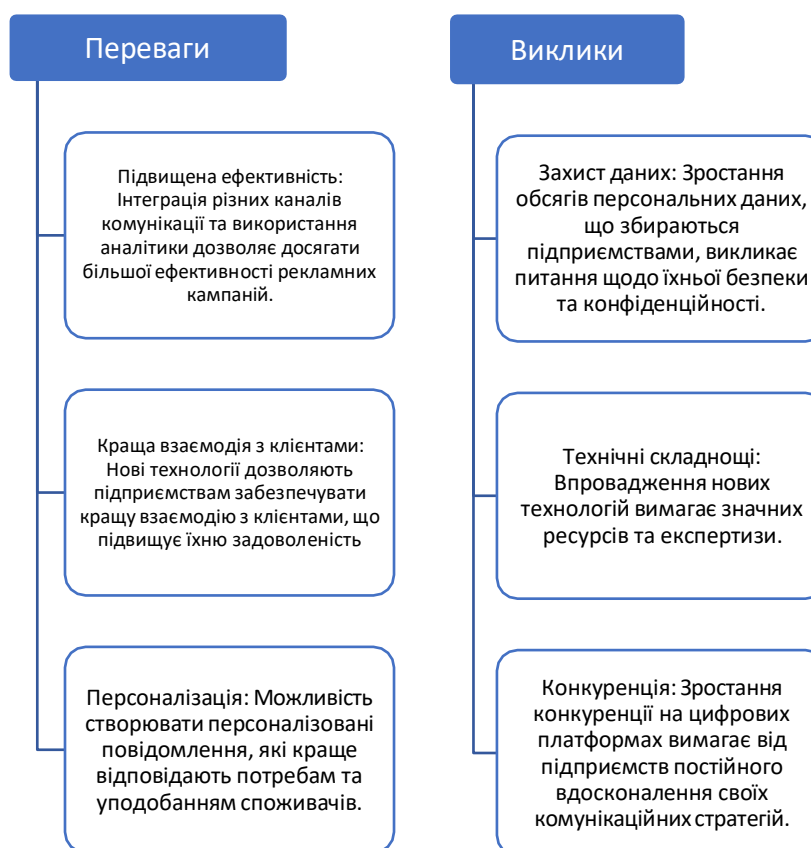 Переваги
Підвищена ефективність:
Інтеграція різних каналів
комунікації та використання
аналітики дозволяє досягати
більшої ефективності рекламних
кампаній.
Краща взаємодія з клієнтами:
Нові технології дозволяють
підприємствам забезпечувати
кращу взаємодію з клієнтами, що
підвищує їхню задоволеність
Персоналізація: Можливість
створювати персоналізовані
повідомлення, які краще
відповідають потребам та
уподобанням споживачів.
Виклики
Захист даних: Зростання
обсягів персональних даних,
що збираються
підприємствами, викликає
питання щодо їхньої безпеки
та конфіденційності.
Технічні складнощі:
Впровадження нових
технологій вимагає значних
ресурсів та експертизи.
Конкуренція: Зростання
конкуренції на цифрових
платформах вимагає від
підприємств постійного
вдосконалення своїх
комунікаційних стратегій.